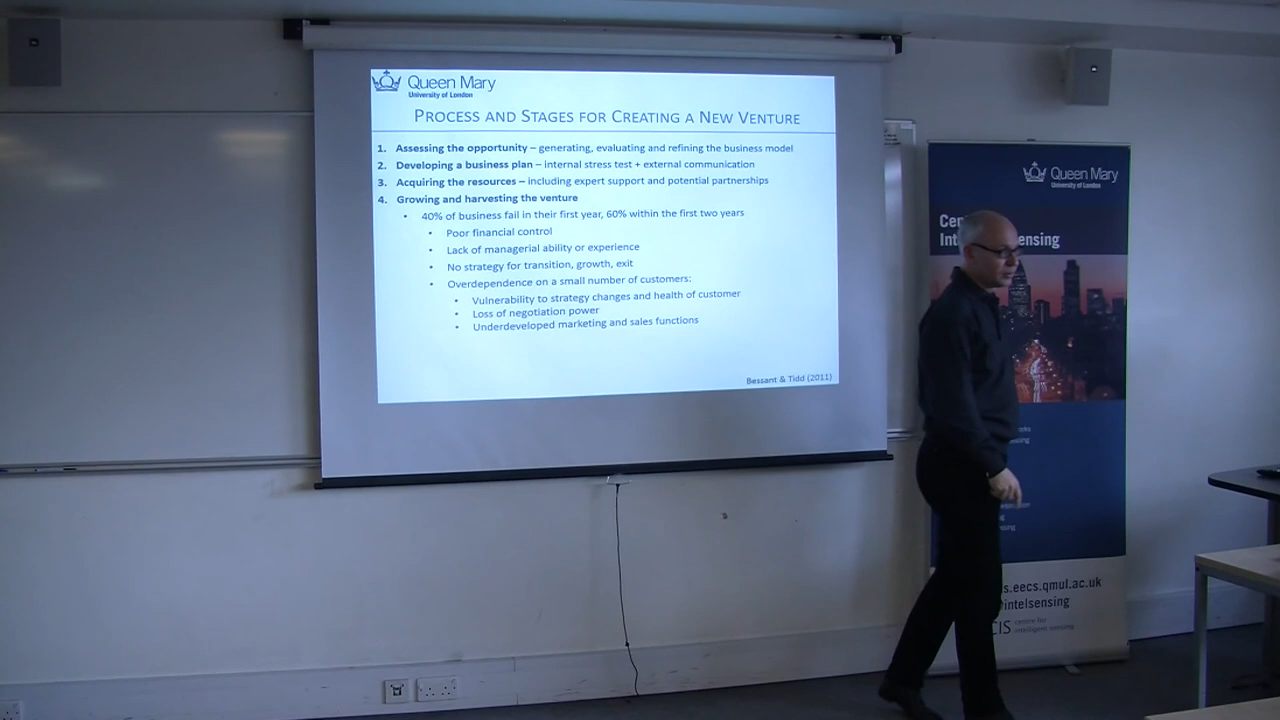 Queen Mary
University of London
PROCESS AND STAGES FOR CREATING A NEW VENTURE
1. Assessing the opportunity – generating, evaluating and refining the business model
2. Developing a business plan – internal stress test + external communication
3. Acquiring the resources – including expert support and potential partnerships
4. Growing and harvesting the venture
• 40% of business fail in their first year, 60% within the first two years
• Poor financial control
• Lack of managerial ability or experience
• No strategy for transition, growth, exit
• Overdependence on a small number of customers:
• Vulnerability to strategy changes and health of customer
• Loss of negotiation power
• Underdeveloped marketing and sales functions
Bessant & Tidd (2011)
Queen Mary
University of London
Cen
Int ensing
s.eecs.qmul.ac.uk
intelsensing
CIS centre for
intelligent sensing